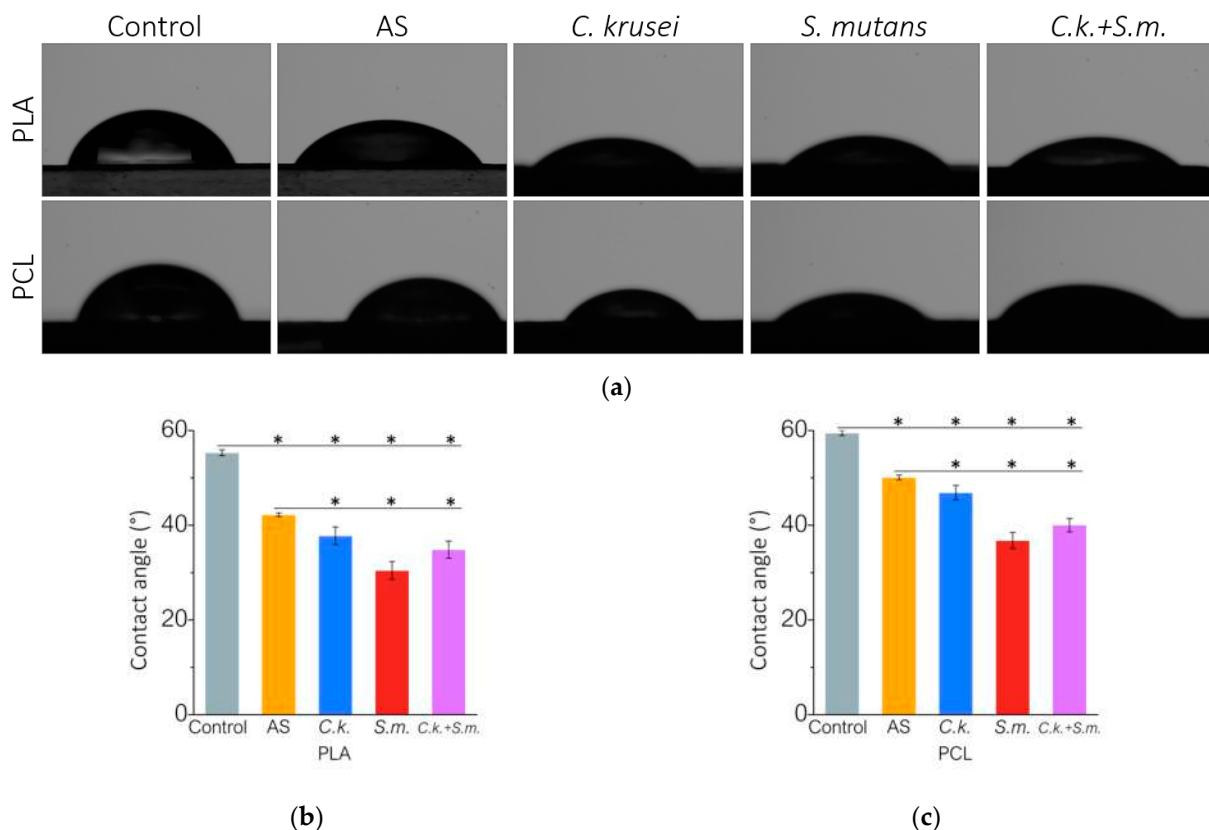 Control AS C. krusei S. mutans C.k.+S.m.
PLA
PCL
(a)
60
40
20
0
Contact angle (°)
* * * *
* * *
Control AS C.k. S.m. C.k.+S.m.
PLA
(b)
60
40
20
0
Contact angle (°)
* * * *
* * *
Control AS C.k. S.m. C.k.+S.m.
PCL
(c)